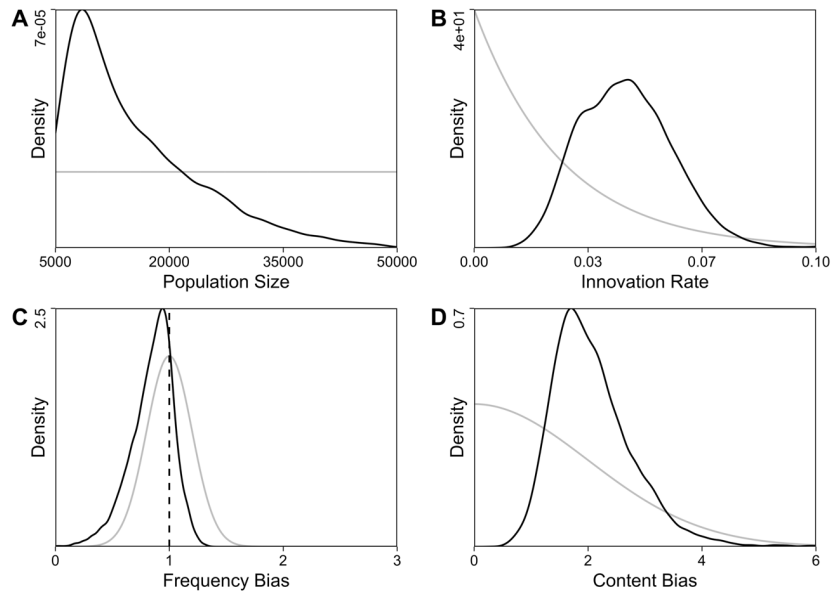 A
7e-05
Density
5000
20000
35000
50000
Population Size
B
4e+01
Density
0.00
0.03
0.07
0.10
Innovation Rate
C
2.5
Density
0
1
2
3
Frequency Bias
D
0.7
Density
0
2
4
6
Content Bias